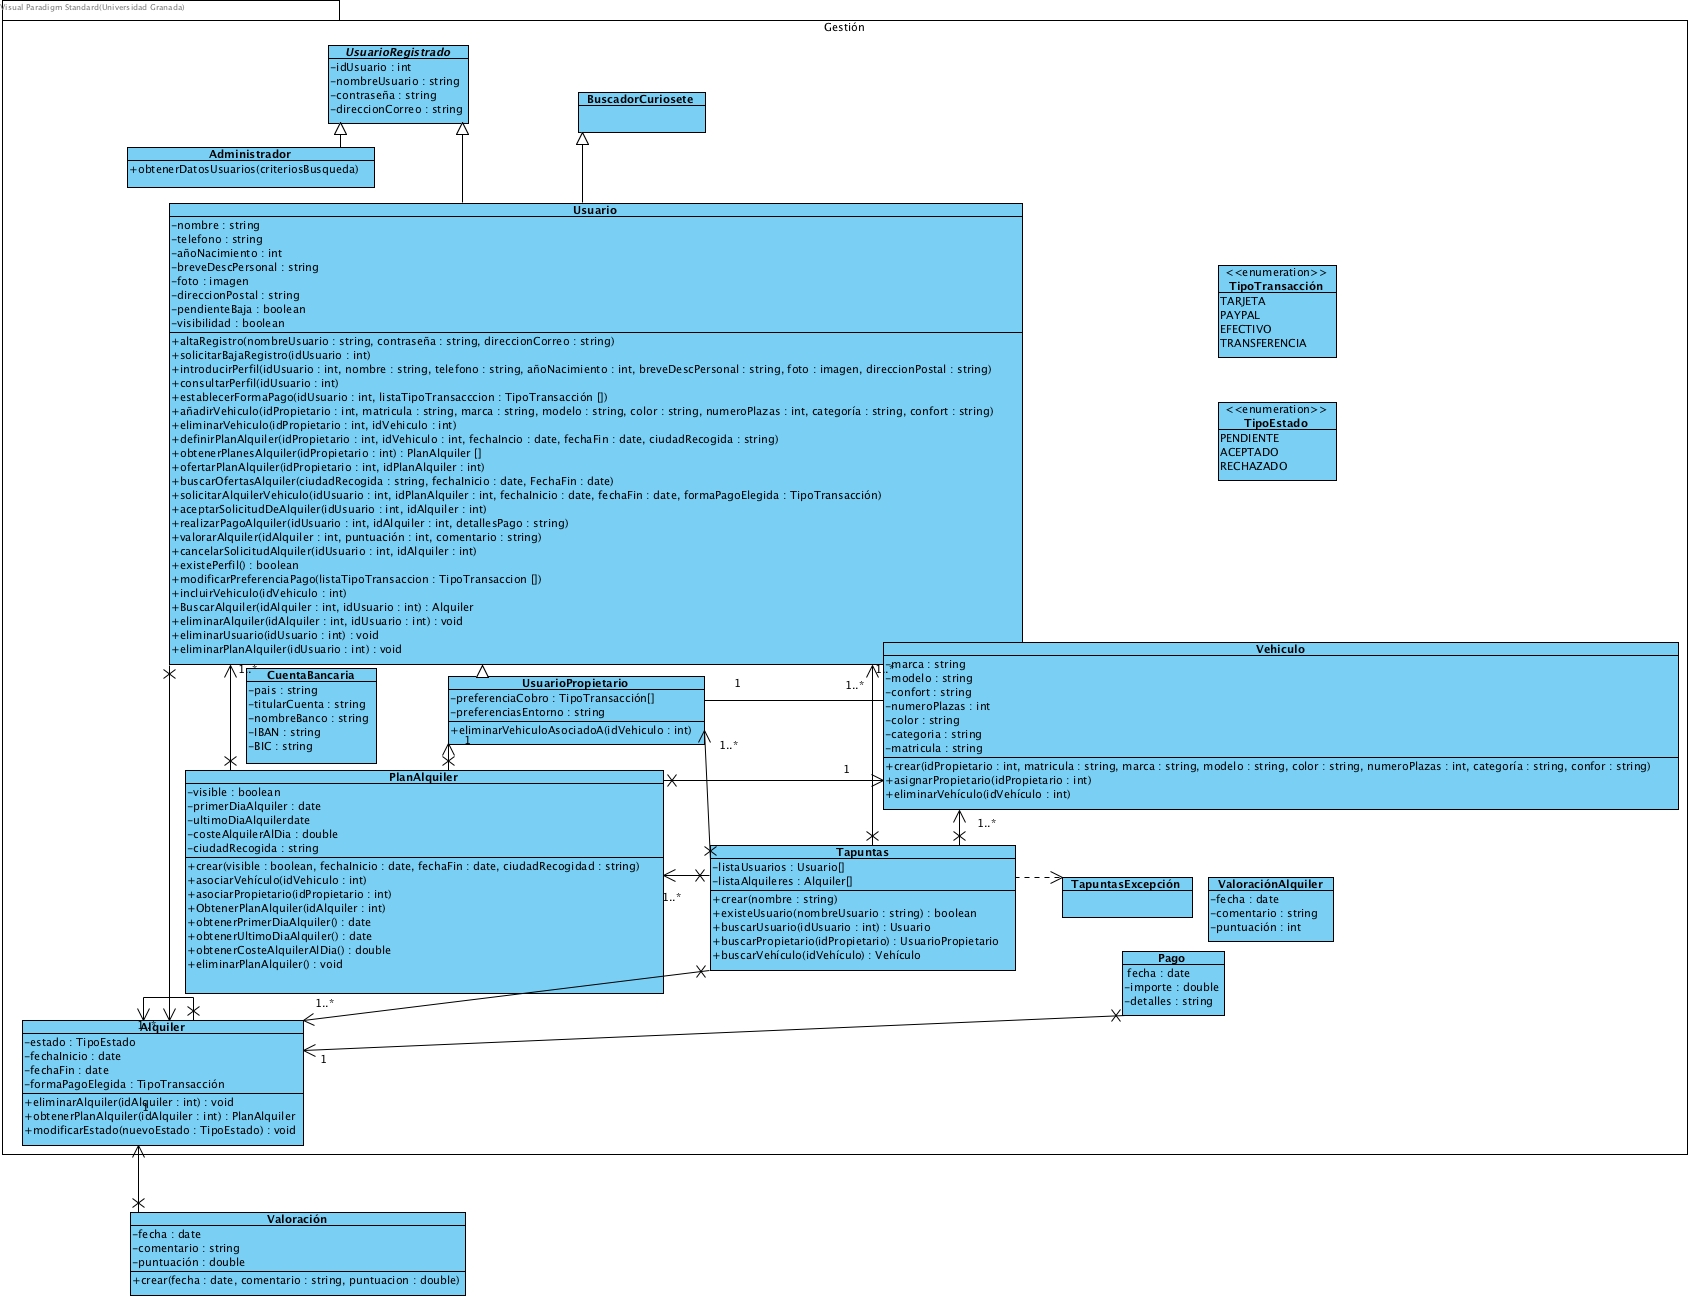 Visual Paradigm Standard(Universidad Granada)
Gestión
UsuarioRegistrado
-idUsuario : int
-nombreUsuario : string
-contraseña : string
-direccionCorreo : string
BuscadorCuriosete
Administrador
+obtenerDatosUsuarios(criteriosBusqueda)
Usuario
-nombre : string
-telefono : string
-añoNacimiento : int
-breveDescPersonal : string
-foto : imagen
-direccionPostal : string
-pendienteBaja : boolean
-visibilidad : boolean
+altaRegistro(nombreUsuario : string, contraseña : string, direccionCorreo : string)
+solicitarBajaRegistro(idUsuario : int)
+introducirPerfil(idUsuario : int, nombre : string, telefono : string, añoNacimiento : int, breveDescPersonal : string, foto : imagen, direccionPostal : string)
+consultarPerfil(idUsuario : int)
+establecerFormaPago(idUsuario : int, listaTipoTransacccion : TipoTransacción [])
+añadirVehiculo(idPropietario : int, matricula : string, marca : string, modelo : string, color : string, numeroPlazas : int, categoría : string, confort : string)
+eliminarVehiculo(idPropietario : int, idVehiculo : int)
+definirPlanAlquiler(idPropietario : int, idVehiculo : int, fechaIncio : date, fechaFin : date, ciudadRecogida : string)
+obtenerPlanesAlquiler(idPropietario : int) : PlanAlquiler []
+ofertarPlanAlquiler(idPropietario : int, idPlanAlquiler : int)
+buscarOfertasAlquiler(ciudadRecogida : string, fechaInicio : date, FechaFin : date)
+solicitarAlquilerVehiculo(idUsuario : int, idPlanAlquiler : int, fechaInicio : date, fechaFin : date, formaPagoElegida : TipoTransacción)
+aceptarSolicitudDeAlquiler(idUsuario : int, idAlquiler : int)
+realizarPagoAlquiler(idUsuario : int, idAlquiler : int, detallesPago : string)
+valorarAlquiler(idAlquiler : int, puntuación : int, comentario : string)
+cancelarSolicitudAlquiler(idUsuario : int, idAlquiler : int)
+existePerfil() : boolean
+modificarPreferenciaPago(listaTipoTransaccion : TipoTransaccion [])
+incluirVehiculo(idVehiculo : int)
+BuscarAlquiler(idAlquiler : int, idUsuario : int) : Alquiler
+eliminarAlquiler(idAlquiler : int, idUsuario : int) : void
+eliminarUsuario(idUsuario : int) : void
+eliminarPlanAlquiler(idUsuario : int) : void
<<enumeration>>
TipoTransacción
TARJETA
PAYPAL
EFECTIVO
TRANSFERENCIA
<<enumeration>>
TipoEstado
PENDIENTE
ACEPTADO
RECHAZADO
1..*
CuentaBancaria
-pais : string
-titularCuenta : string
-nombreBanco : string
-IBAN : string
-BIC : string
UsuarioPropietario
-preferenciaCobro : TipoTransacción[]
-preferenciasEntorno : string
+eliminarVehiculoAsociadoA(idVehiculo : int)
1
1
1..*
1..*
Vehiculo
-marca : string
-modelo : string
-confort : string
-numeroPlazas : int
-color : string
-categoria : string
-matricula : string
+crear(idPropietario : int, matricula : string, marca : string, modelo : string, color : string, numeroPlazas : int, categoría : string, confor : string)
+asignarPropietario(idPropietario : int)
+eliminarVehículo(idVehículo : int)
1
1..*
PlanAlquiler
-visible : boolean
-primerDiaAlquiler : date
-ultimoDiaAlquilerdate
-costeAlquilerAlDia : double
-ciudadRecogida : string
+crear(visible : boolean, fechaInicio : date, fechaFin : date, ciudadRecogidad : string)
+asociarVehículo(idVehiculo : int)
+asociarPropietario(idPropietario : int)
+ObtenerPlanAlquiler(idAlquiler : int)
+obtenerPrimerDiaAlquiler() : date
+obtenerUltimoDiaAlquiler() : date
+obtenerCosteAlquilerAlDia() : double
+eliminarPlanAlquiler() : void
1..*
Tapuntas
-listaUsuarios : Usuario[]
-listaAlquileres : Alquiler[]
+crear(nombre : string)
+existeUsuario(nombreUsuario : string) : boolean
+buscarUsuario(idUsuario : int) : Usuario
+buscarPropietario(idPropietario) : UsuarioPropietario
+buscarVehículo(idVehículo) : Vehículo
TapuntasExcepción
ValoraciónAlquiler
-fecha : date
-comentario : string
-puntuación : int
Pago
fecha : date
-importe : double
-detalles : string
1..*
1
Alquiler
-estado : TipoEstado
-fechaInicio : date
-fechaFin : date
-formaPagoElegida : TipoTransacción
+eliminarAlquiler(idAlquiler : int) : void
+obtenerPlanAlquiler(idAlquiler : int) : PlanAlquiler
+modificarEstado(nuevoEstado : TipoEstado) : void
1
Valoración
-fecha : date
-comentario : string
-puntuación : double
+crear(fecha : date, comentario : string, puntuacion : double)